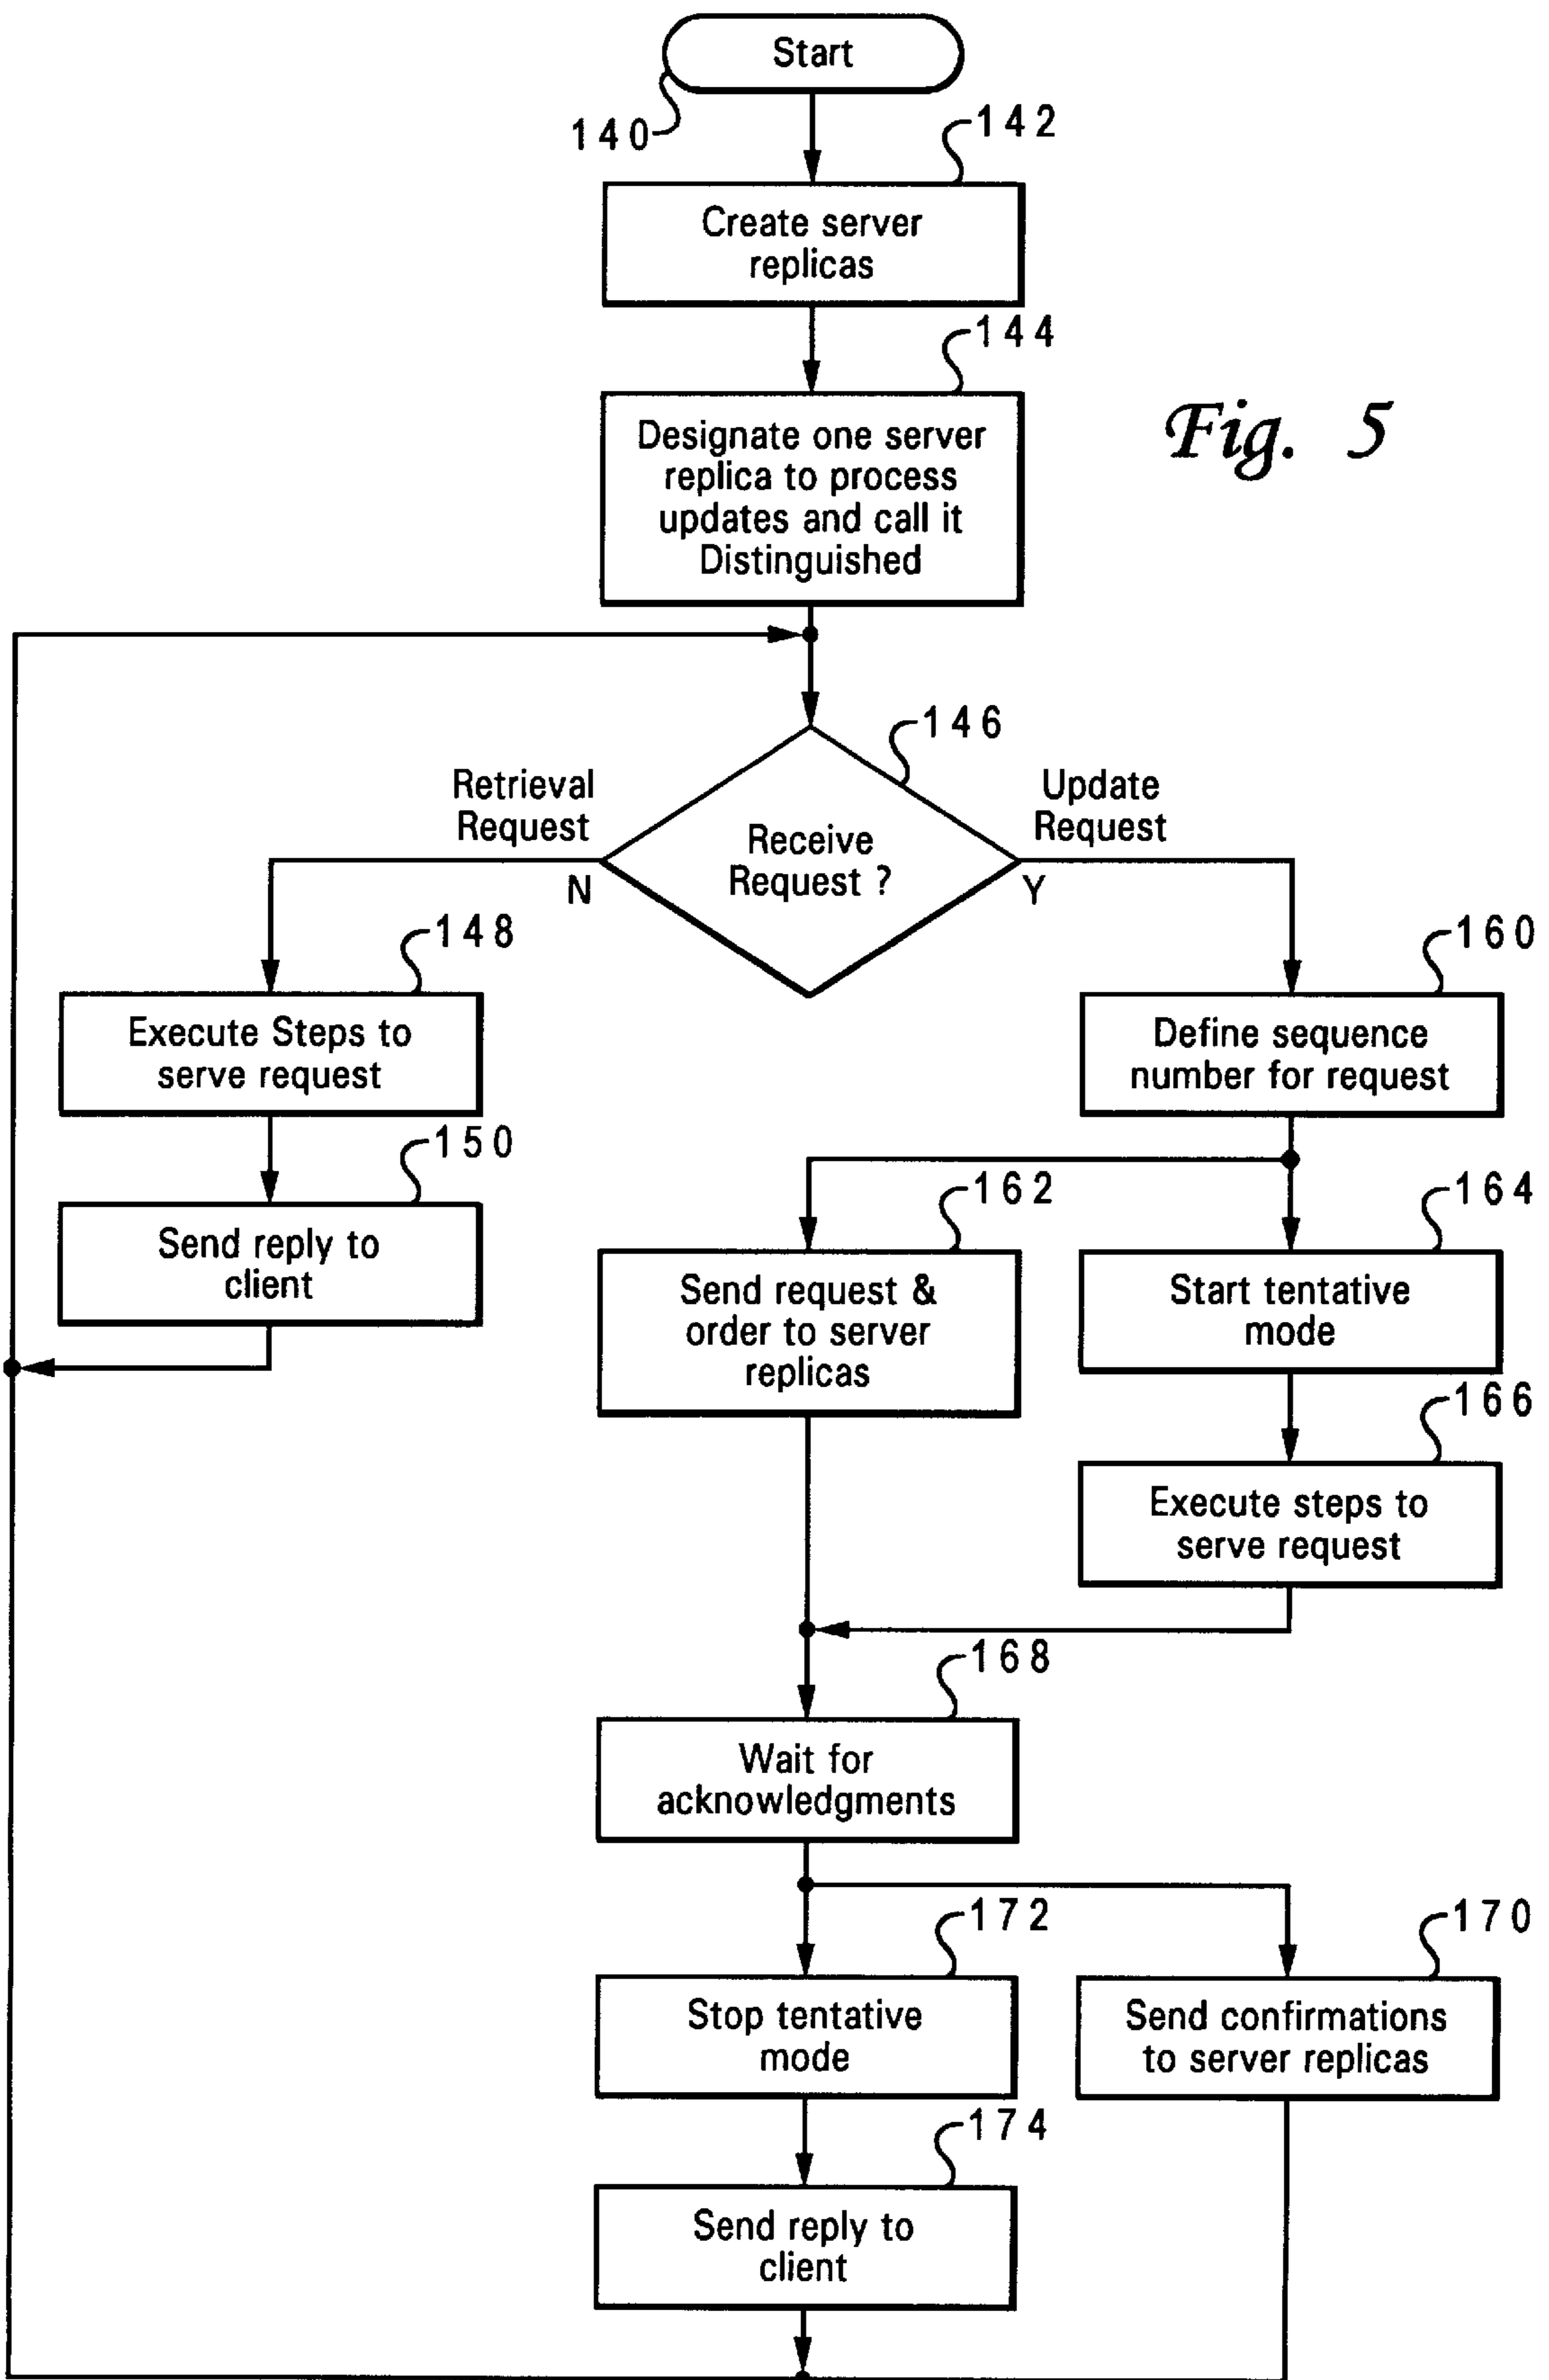 Start
140
142
Create server
replicas
144
Designate one server
replica to process
updates and call it
Distinguished
Fig. 5
146
Retrieval
Request
Update
Request
Receive
Request ?
N
Y
148
160
Execute Steps to
serve request
Define sequence
number for request
150
162
164
Send reply to
client
Send request &
order to server
replicas
Start tentative
mode
166
Execute steps to
serve request
168
Wait for
acknowledgments
172
170
Stop tentative
mode
Send confirmations
to server replicas
174
Send reply to
client